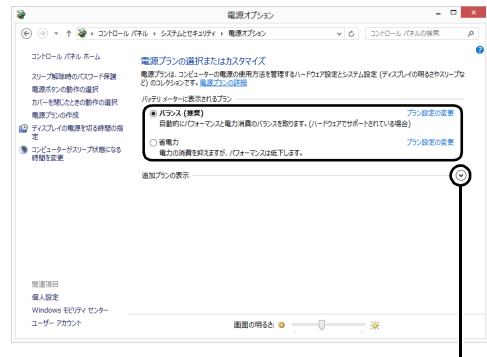 電源オプション
コントロール パネル ▸ システムとセキュリティ ▸ 電源オプション
コントロール パネルの検索
コントロール パネル ホーム
スリープ解除時のパスワード保護
電源ボタンの動作の選択
カバーを閉じたときの動作の選択
電源プランの作成
ディスプレイの電源を切る時間の指
定
コンピューターがスリープ状態になる
時間を変更
電源プランの選択またはカスタマイズ
電源プランは、コンピューターの電源の使用方法を管理するハードウェア設定とシステム設定 (ディスプレイの明るさやスリープな
ど) のコレクションです。電源プランの詳細
バッテリ メーターに表示されるプラン
バランス (推奨) プラン設定の変更
自動的にパフォーマンスと電力消費のバランスを取ります。(ハードウェアでサポートされている場合)
省電力 プラン設定の変更
電力の消費を抑えますが、パフォーマンスは低下します。
追加プランの表示
関連項目
個人設定
Windows モビリティ センター
ユーザー アカウント
画面の明るさ: